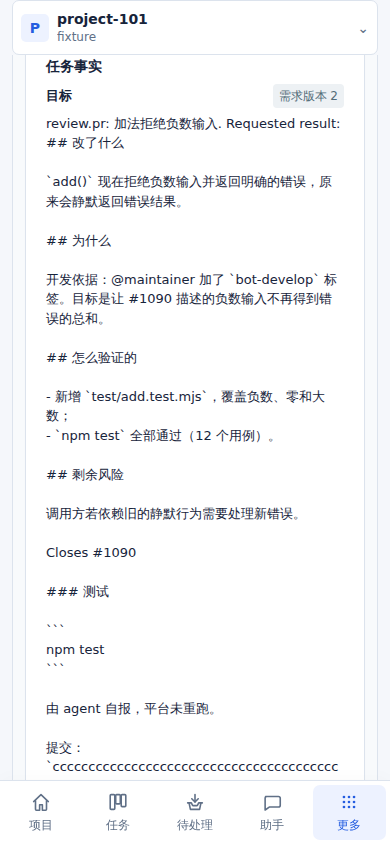 P
project-101
fixture
任务事实
目标
需求版本 2
review.pr: 加法拒绝负数输入. Requested result:
## 改了什么
`add()` 现在拒绝负数输入并返回明确的错误，原
来会静默返回错误结果。
## 为什么
开发依据：@maintainer 加了 `bot-develop` 标
签。目标是让 #1090 描述的负数输入不再得到错
误的总和。
## 怎么验证的
- 新增 `test/add.test.mjs`，覆盖负数、零和大
数；
- `npm test` 全部通过（12 个用例）。
## 剩余风险
调用方若依赖旧的静默行为需要处理新错误。
Closes #1090
### 测试
```
npm test
```
由 agent 自报，平台未重跑。
提交：
`cccccccccccccccccccccccccccccccccccccccc
项目
任务
待处理
助手
更多